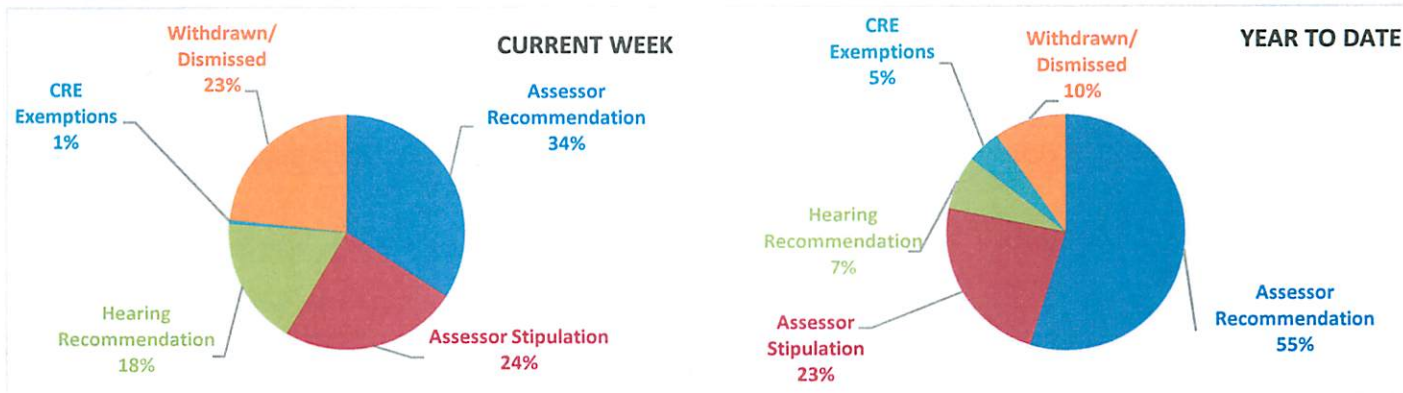 CURRENT WEEK
Withdrawn/
Dismissed
23%
CRE
Exemptions
1%
Assessor
Recommendation
34%
Hearing
Recommendation
18%
Assessor Stipulation
24%
YEAR TO DATE
CRE
Exemptions
5%
Withdrawn/
Dismissed
10%
Hearing
Recommendation
7%
Assessor
Stipulation
23%
Assessor
Recommendation
55%